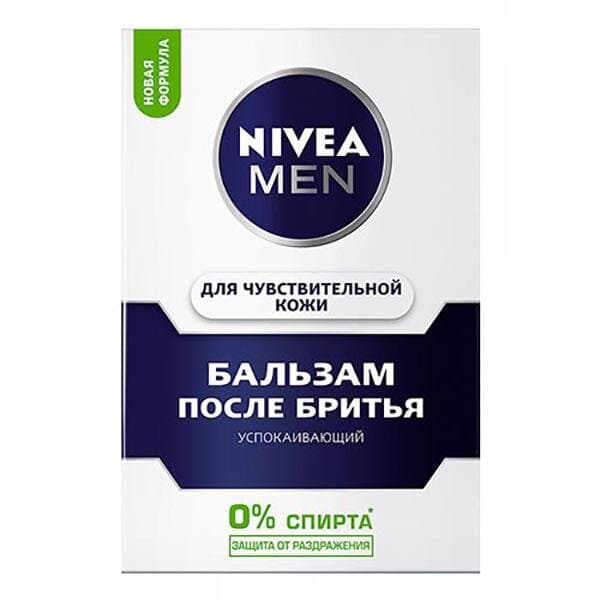 НОВАЯ
ФОРМУЛА
NIVEA
MEN
ДЛЯ ЧУВСТВИТЕЛЬНОЙ
КОЖИ
БАЛЬЗАМ
ПОСЛЕ БРИТЬЯ
УСПОКАИВАЮЩИЙ
0% СПИРТА*
ЗАЩИТА ОТ РАЗДРАЖЕНИЯ